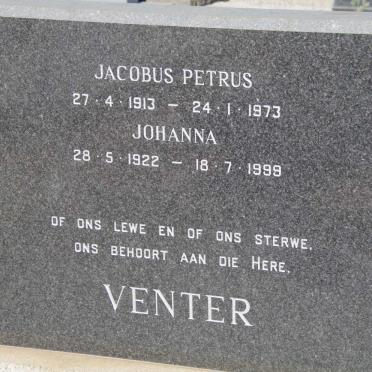 JACOBUS PETRUS
27·4·1913 – 24·1·1973
JOHANNA
28·5·1922 – 18·7·1999
OF ONS LEWE EN OF ONS STERWE,
ONS BEHOORT AAN DIE HERE.
VENTER